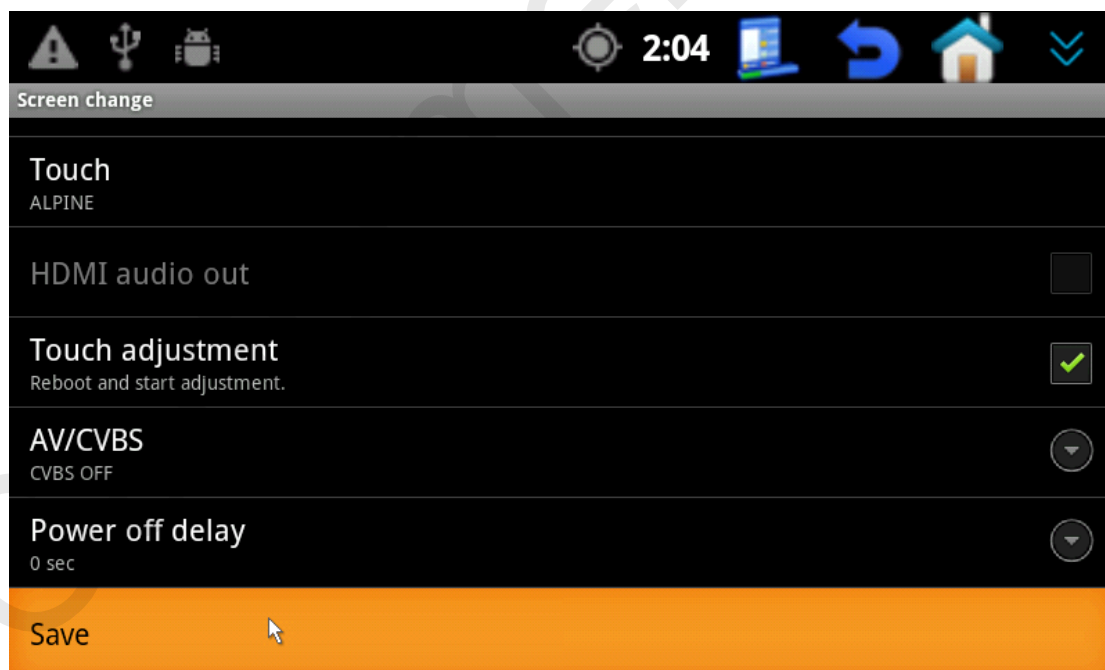 2:04
Screen change
Touch
ALPINE
HDMI audio out
Touch adjustment
Reboot and start adjustment.
AV/CVBS
CVBS OFF
Power off delay
0 sec
Save